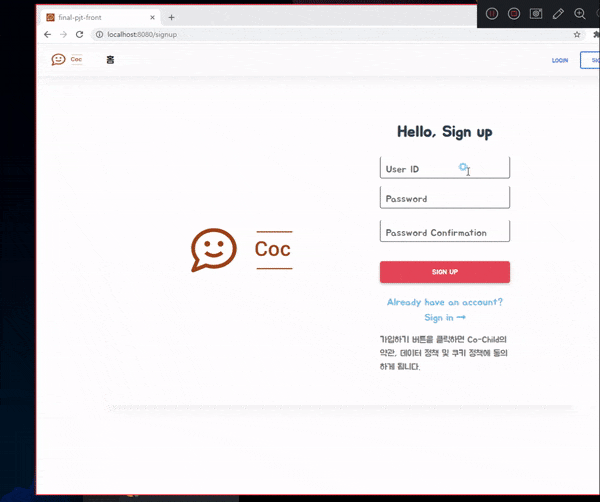 final-pjt-front
localhost:8080/signup
Coc
홈
LOGIN
Hello, Sign up
User ID
Password
Password Confirmation
Coc
SIGN UP
Already have an account?
Sign in →
가입하기 버튼을 클릭하면 Co-Child의
약관, 데이터 정책 및 쿠키 정책에 동의
하게 됩니다.